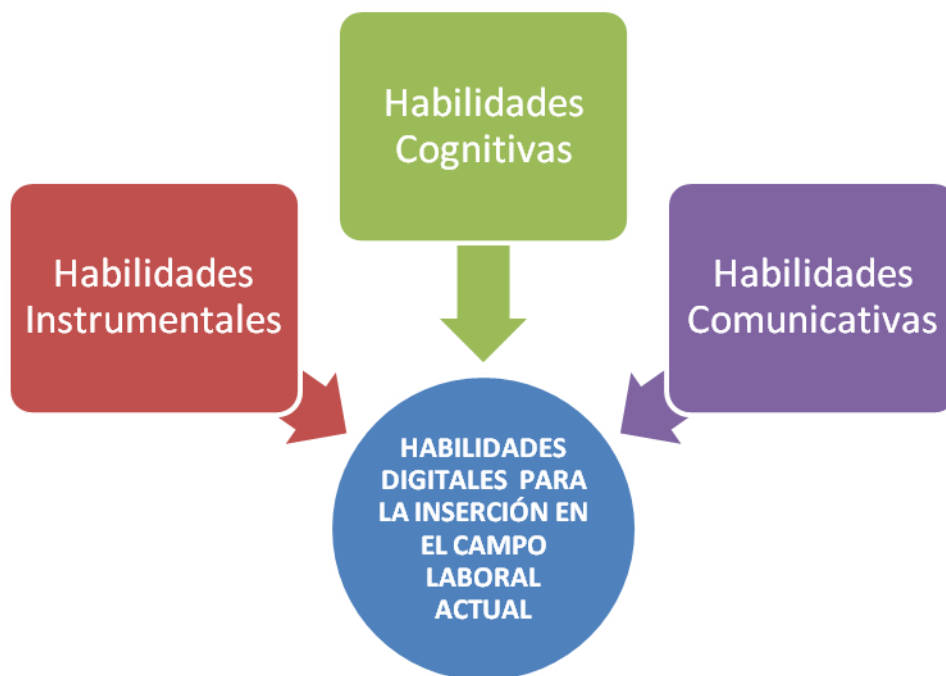 Habilidades
Cognitivas
Habilidades
Instrumentales
Habilidades
Comunicativas
HABILIDADES
DIGITALES PARA
LA INSERCIÓN EN
EL CAMPO
LABORAL
ACTUAL